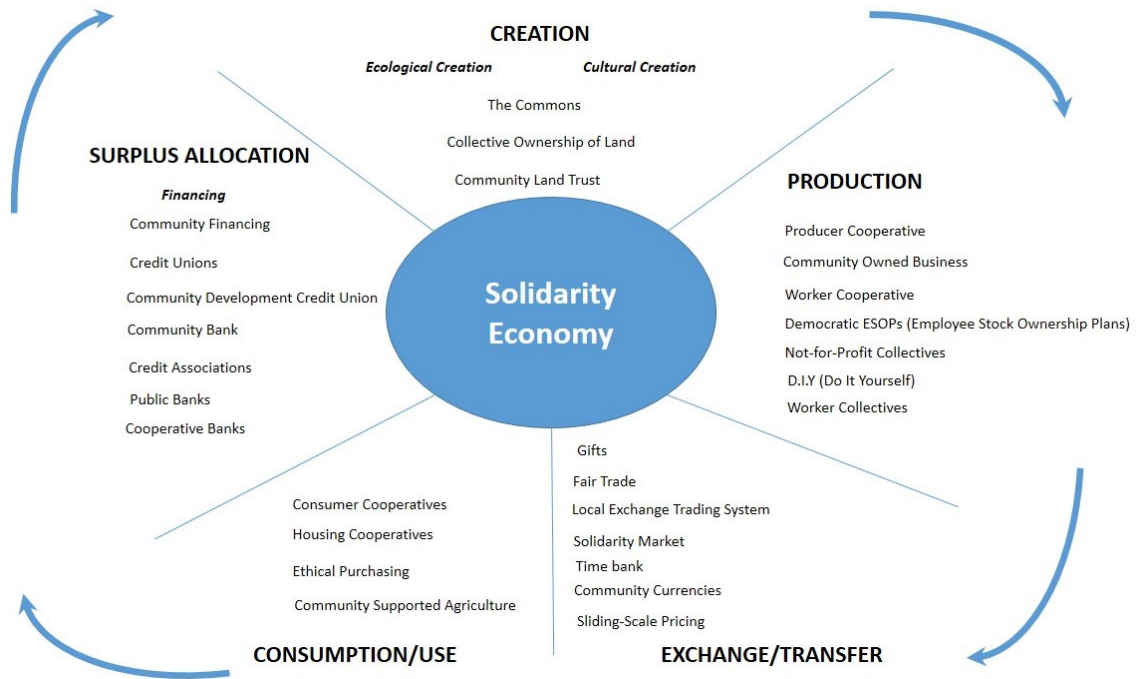 CREATION
Ecological Creation
Cultural Creation
The Commons
Collective Ownership of Land
Community Land Trust
SURPLUS ALLOCATION
Financing
Community Financing
Credit Unions
Community Development Credit Union
Community Bank
Credit Associations
Public Banks
Cooperative Banks
Solidarity
Economy
PRODUCTION
Producer Cooperative
Community Owned Business
Worker Cooperative
Democratic ESOPs (Employee Stock Ownership Plans)
Not-for-Profit Collectives
D.I.Y (Do It Yourself)
Worker Collectives
Consumer Cooperatives
Housing Cooperatives
Ethical Purchasing
Community Supported Agriculture
CONSUMPTION/USE
Gifts
Fair Trade
Local Exchange Trading System
Solidarity Market
Time bank
Community Currencies
Sliding-Scale Pricing
EXCHANGE/TRANSFER